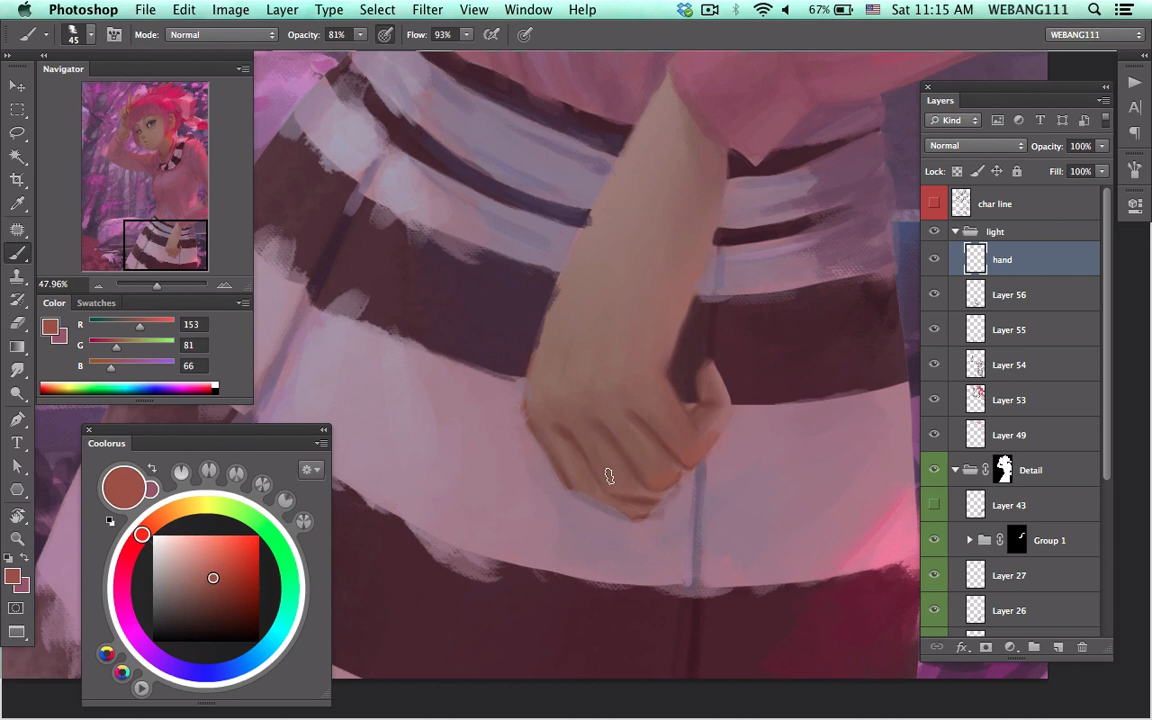 Photoshop File Edit Image Layer Type Select Filter View Window Help 67% Sat 11:15 AM WEBANG111
45 Mode: Normal Opacity: 81% Flow: 93% WEBANG111
Navigator
47.96%
Color Swatches
R 153
G 81
B 66
Coolorus
Layers
Kind
Normal Opacity: 100%
Lock: Fill: 100%
char line
light
hand
Layer 56
Layer 55
Layer 54
Layer 53
Layer 49
Detail
Layer 43
Group 1
Layer 27
Layer 26